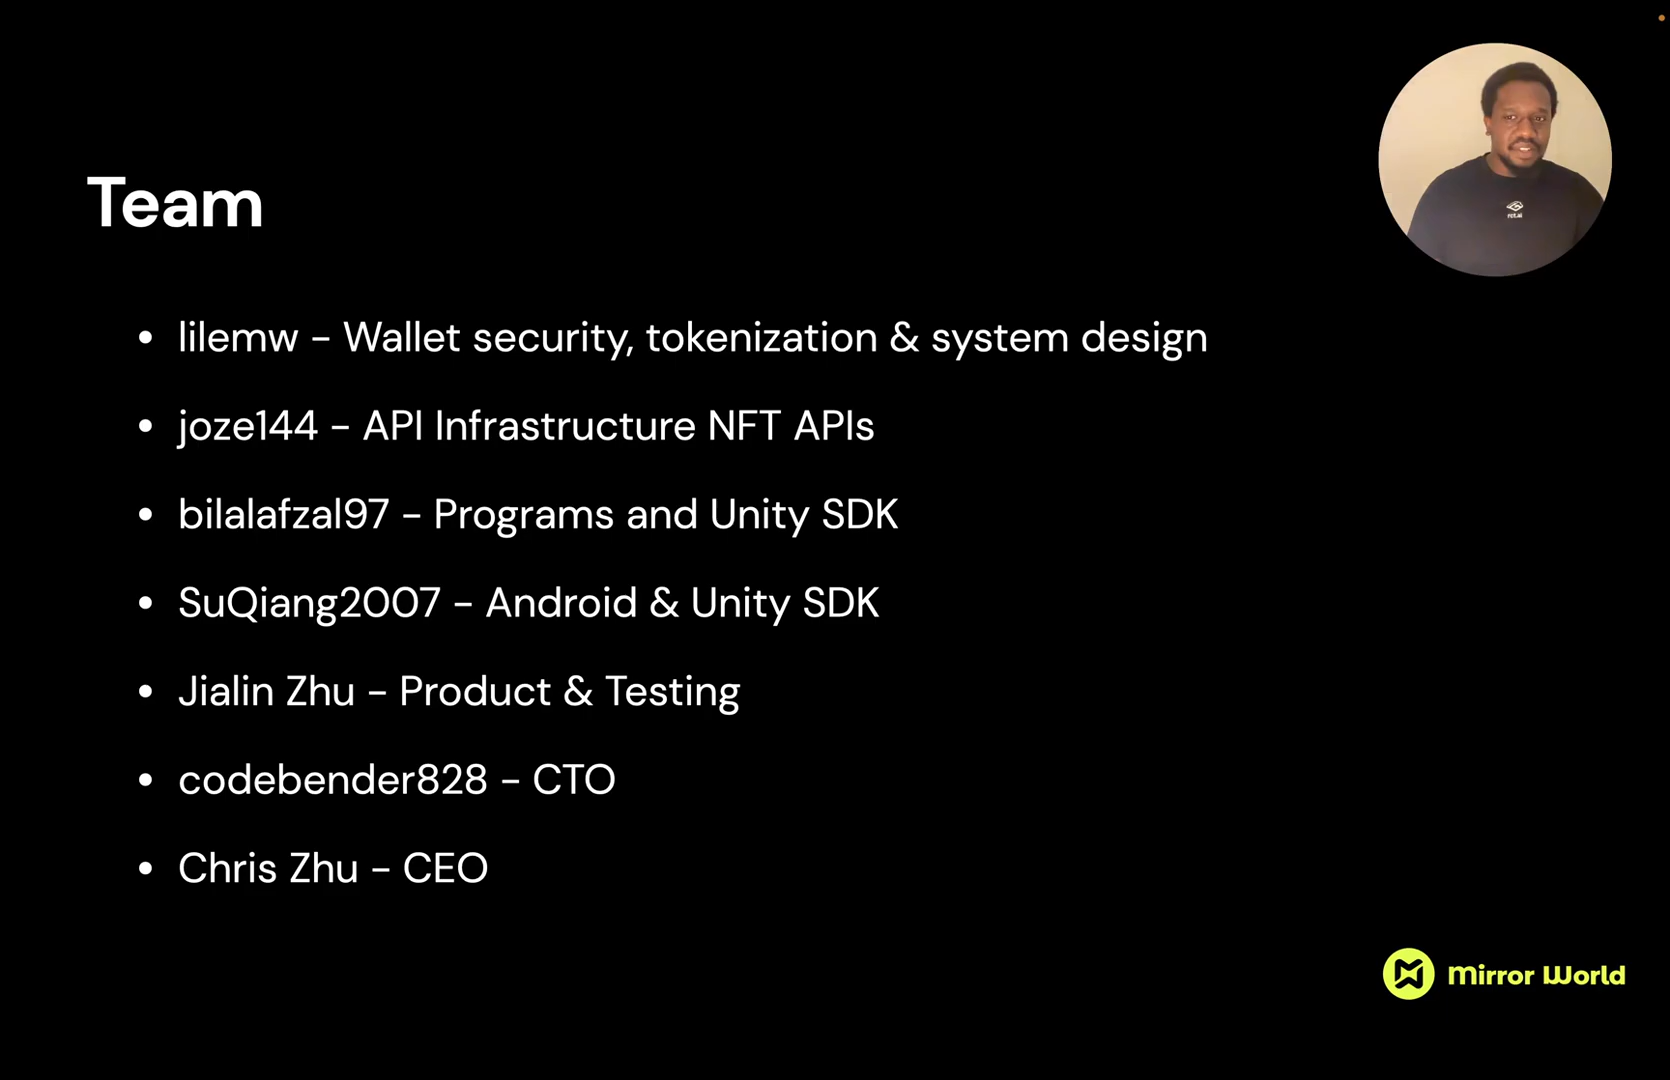 Team
• lilemw - Wallet security, tokenization & system design
• joze144 - API Infrastructure NFT APIs
• bilalafzal97 - Programs and Unity SDK
• SuQiang2007 - Android & Unity SDK
• Jialin Zhu - Product & Testing
• codebender828 - CTO
• Chris Zhu - CEO
Mirror World